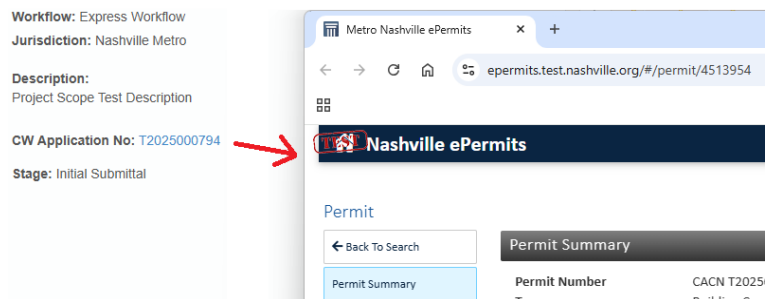 Workflow: Express Workflow
Jurisdiction: Nashville Metro
Description:
Project Scope Test Description
CW Application No: T2025000794
Stage: Initial Submittal
Metro Nashville ePermits
epermits.test.nashville.org/#/permit/4513954
TEST
Nashville ePermits
Permit
Back To Search
Permit Summary
Permit Summary
Permit Number CACN T2025